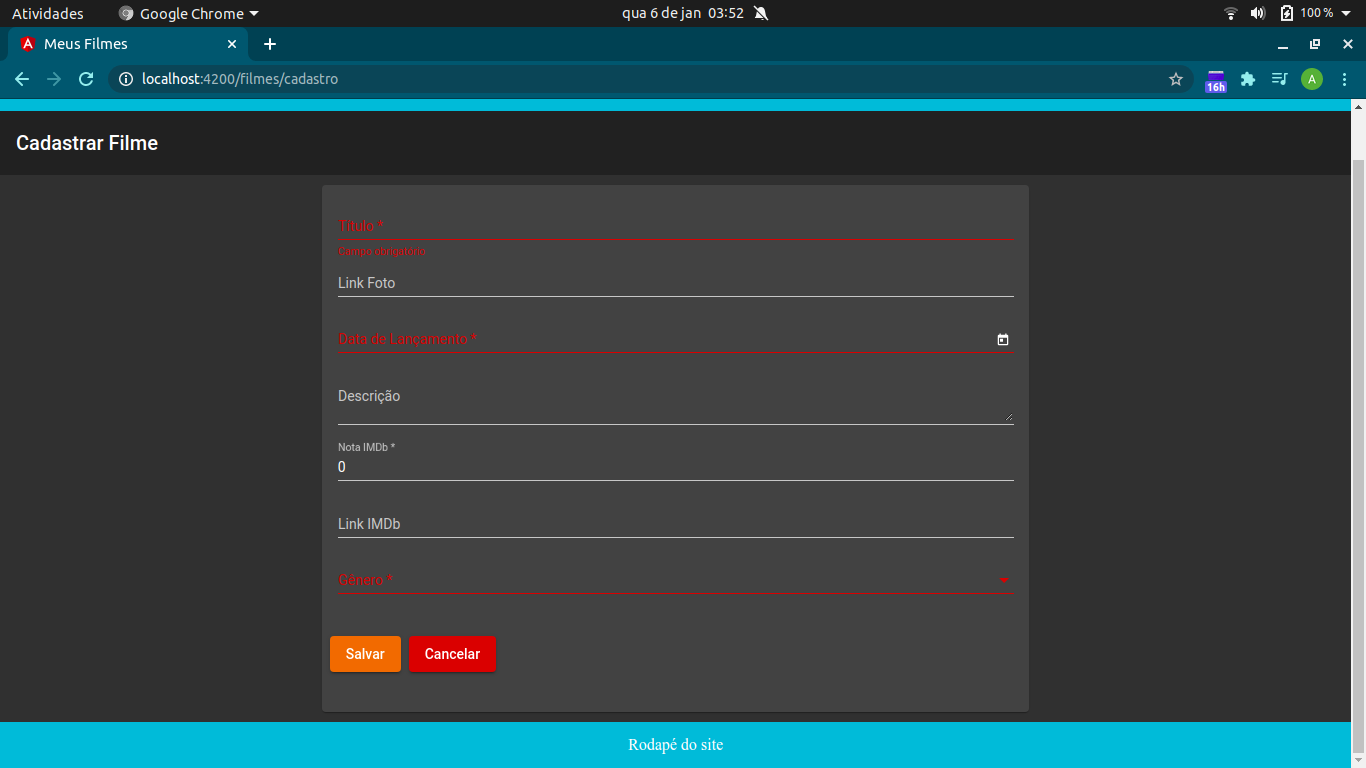 Atividades
Google Chrome
qua 6 de jan 03:52
100 %
Meus Filmes
localhost:4200/filmes/cadastro
16h
A
Cadastrar Filme
Título *
Campo obrigatório
Link Foto
Data de Lançamento *
Descrição
Nota IMDb *
0
Link IMDb
Gênero *
Salvar
Cancelar
Rodapé do site